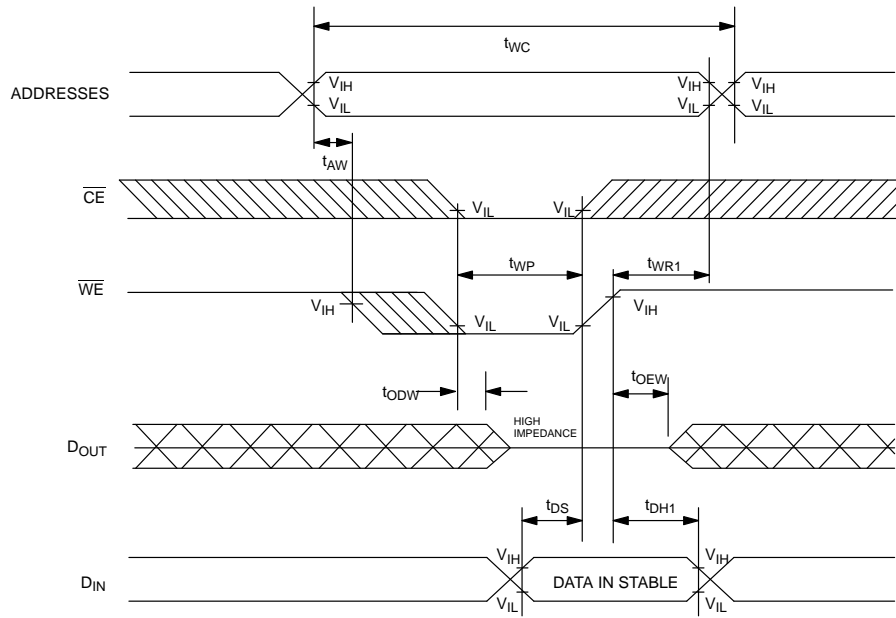 tWC
ADDRESSES
VIH
VIL
VIH
VIL
VIH
VIL
tAW
CE
VIL
VIL
tWP
tWR1
WE
VIH
VIL
VIL
VIH
tODW
tOEW
HIGH
IMPEDANCE
DOUT
tDS
tDH1
VIH
VIH
DIN
DATA IN STABLE
VIL
VIL